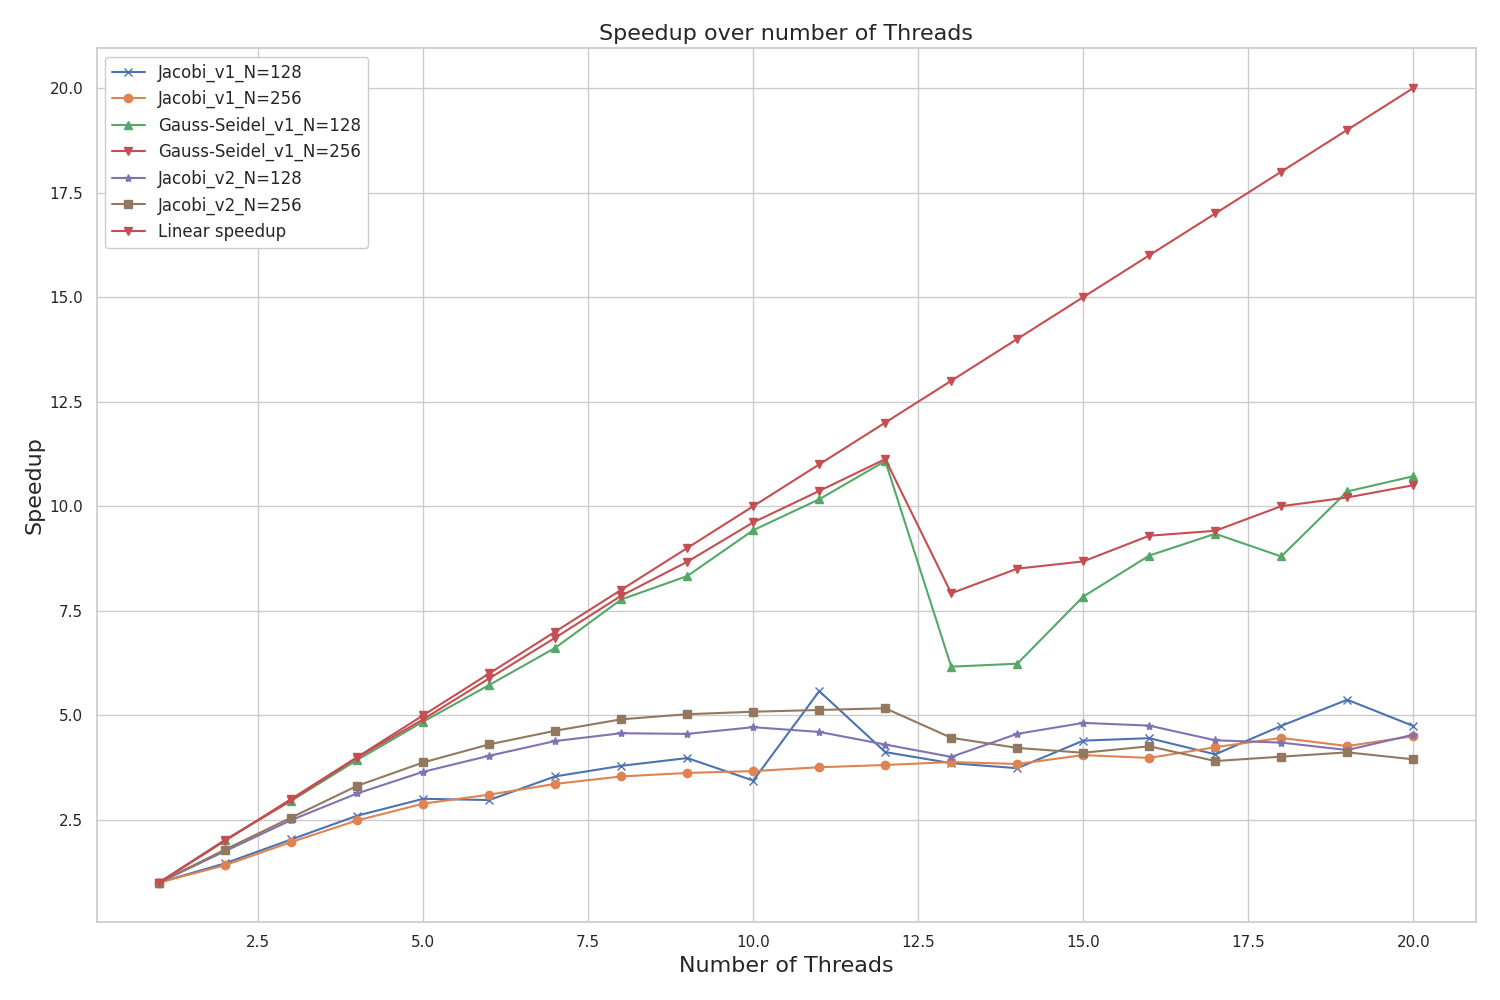 Speedup over number of Threads
Jacobi_v1_N=128
Jacobi_v1_N=256
Gauss-Seidel_v1_N=128
Gauss-Seidel_v1_N=256
Jacobi_v2_N=128
Jacobi_v2_N=256
Linear speedup
20.0
17.5
15.0
12.5
10.0
7.5
5.0
2.5
Speedup
2.5 5.0 7.5 10.0 12.5 15.0 17.5 20.0
Number of Threads